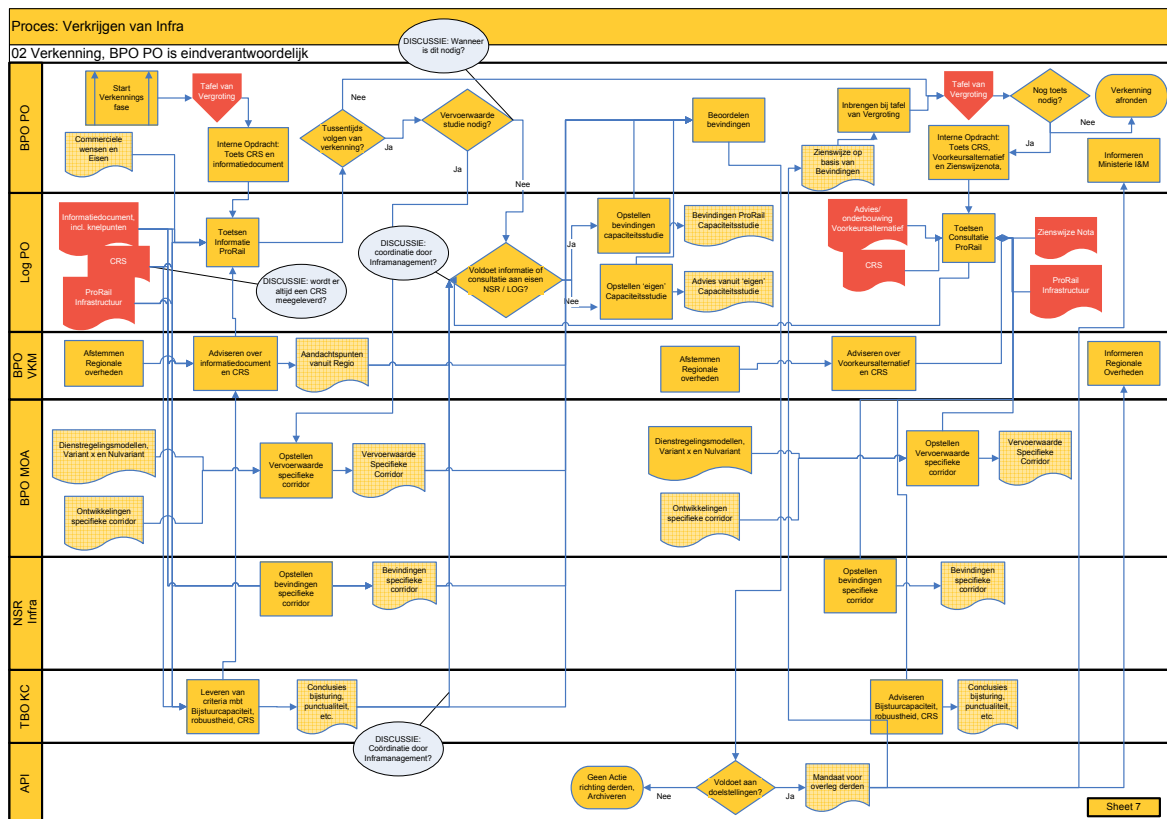 Proces: Verkrijgen van Infra
02 Verkenning, BPO PO is eindverantwoordelijk
DISCUSSIE: Wanneer
is dit nodig?
BPO PO
Start
Verkennings
fase
Tafel van
Vergroting
Commerciele
wensen en
Eisen
Interne Opdracht:
Toets CRS en
informatiedocument
Nee
Tussentijds
volgen van
verkenning?
Ja
Vervoerwaarde
studie nodig?
Ja
Nee
Beoordelen
bevindingen
Inbrengen bij tafel
van Vergroting
Zienswijze op
basis van
Bevindingen
Tafel van
Vergroting
Interne Opdracht:
Toets CRS,
Voorkeursalternatief
en Zienswijzenota,
Nog toets
nodig?
Nee
Ja
Verkenning
afronden
Informeren
Ministerie I&M
Log PO
Informatiedocument,
incl. knelpunten
CRS
ProRail
Infrastructuur
Toetsen
Informatie
ProRail
DISCUSSIE: wordt er
altijd een CRS
meegeleverd?
DISCUSSIE:
coordinatie door
Inframanagement?
Voldoet informatie of
consultatie aan eisen
NSR / LOG?
Ja
Nee
Opstellen
bevindingen
capaciteitsstudie
Bevindingen ProRail
Capaciteitsstudie
Opstellen ‘eigen’
Capaciteitsstudie
Advies vanuit ‘eigen’
Capaciteitsstudie
Advies/
onderbouwing
Voorkeursalternatief
CRS
Toetsen
Consultatie
ProRail
Zienswijze Nota
ProRail
Infrastructuur
BPO
VKM
Afstemmen
Regionale
overheden
Adviseren over
informatiedocument
en CRS
Aandachtspunten
vanuit Regio
Afstemmen
Regionale
overheden
Adviseren over
Voorkeursalternatief
en CRS
Informeren
Regionale
Overheden
BPO MOA
Dienstregelingsmodellen,
Variant x en Nulvariant
Ontwikkelingen
specifieke corridor
Opstellen
Vervoerwaarde
specifiek
corridor
Vervoerwaarde
Specifieke
Corridor
Dienstregelingsmodellen,
Variant x en Nulvariant
Ontwikkelingen
specifieke corridor
Opstellen
Vervoerwaarde
specifiek
corridor
Vervoerwaarde
Specifieke
Corridor
NSR
Infra
Opstellen
bevindingen
specifiek
corridor
Bevindingen
specifiek
corridor
Opstellen
bevindingen
specifiek
corridor
Bevindingen
specifiek
corridor
TBO KC
Leveren van
criteria mbt
Bijstuurcapaciteit,
robuustheid, CRS
Conclusies
bijsturing,
punctualiteit,
etc.
DISCUSSIE:
Coördinatie door
Inframanagement?
Adviseren
Bijstuurcapaciteit,
robuustheid, CRS
Conclusies
bijsturing,
punctualiteit,
etc.
API
Geen Actie
richting derden,
Archiveren
Nee
Voldoet aan
doelstellingen?
Ja
Mandaat voor
overleg derden
Sheet 7